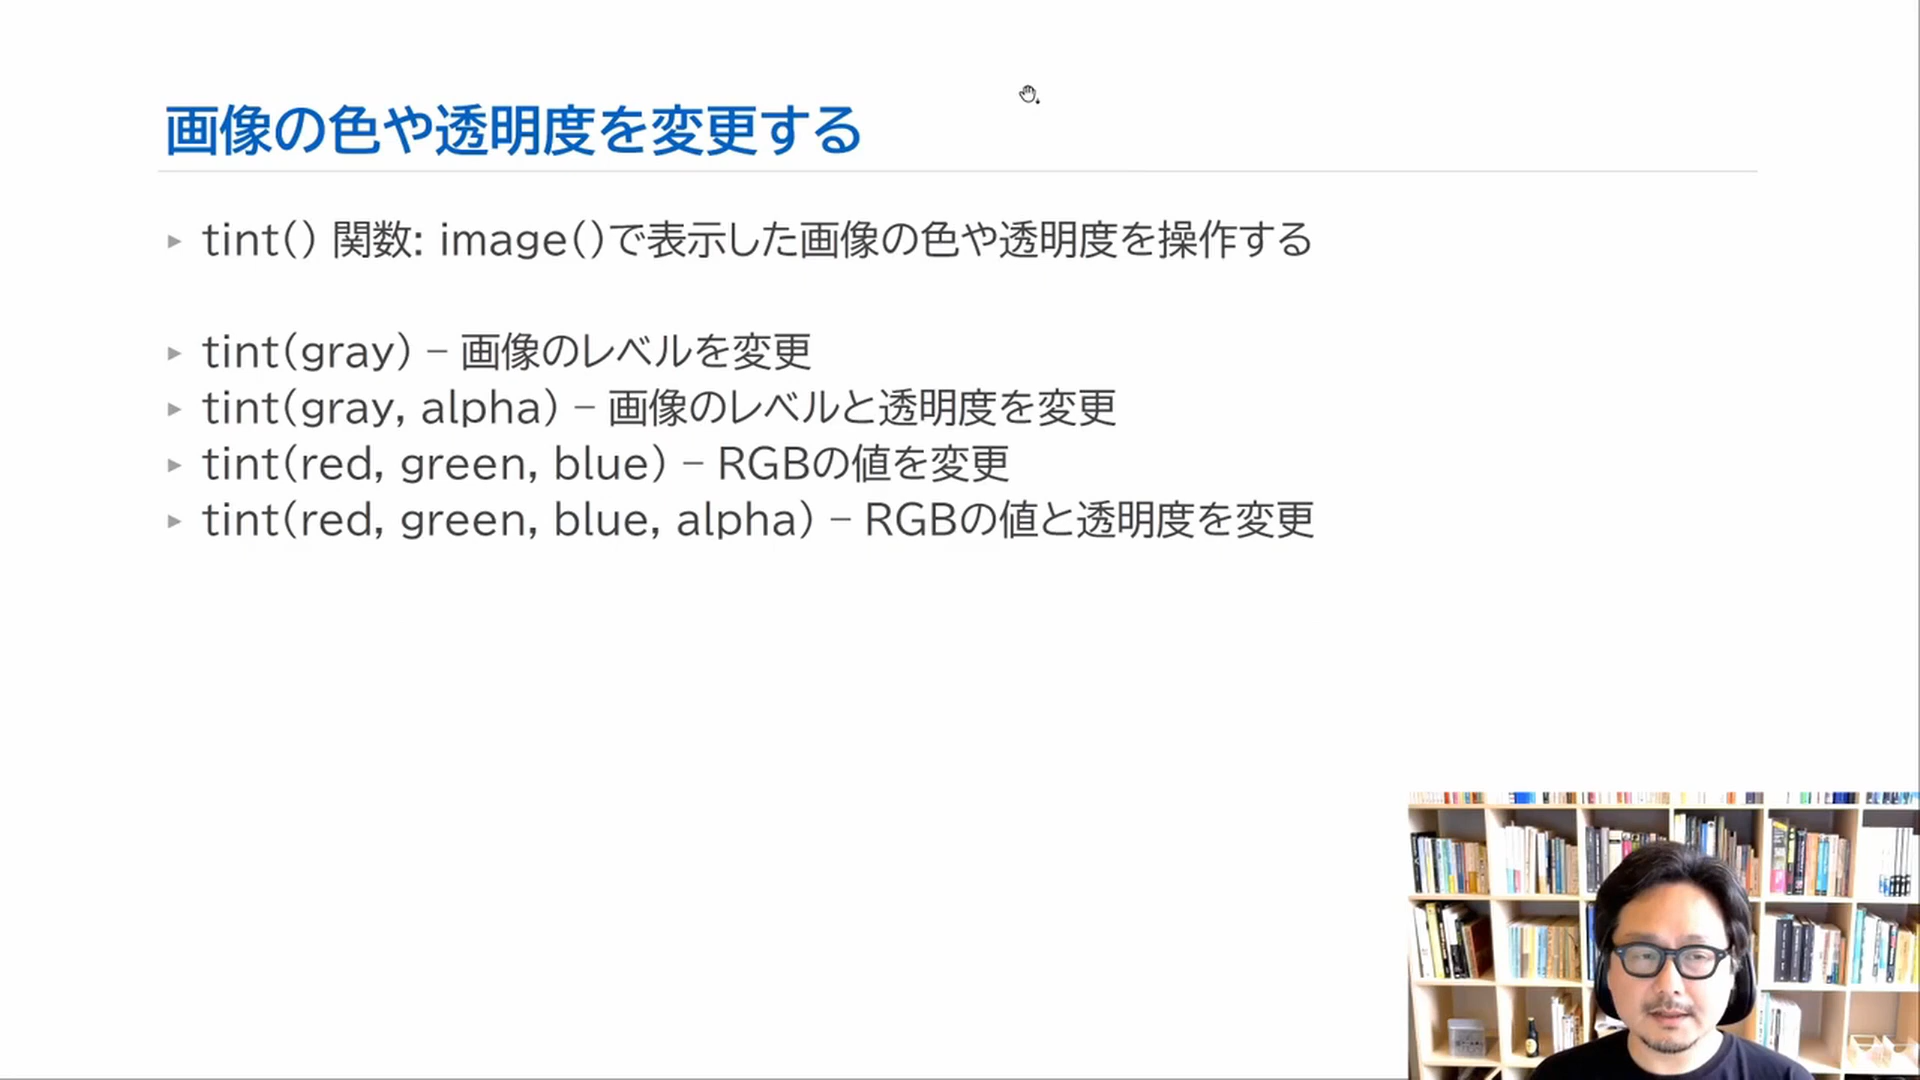 画像の色や透明度を変更する
tint() 関数: image()で表示した画像の色や透明度を操作する
tint(gray) – 画像のレベルを変更
tint(gray, alpha) – 画像のレベルと透明度を変更
tint(red, green, blue) – RGBの値を変更
tint(red, green, blue, alpha) – RGBの値と透明度を変更